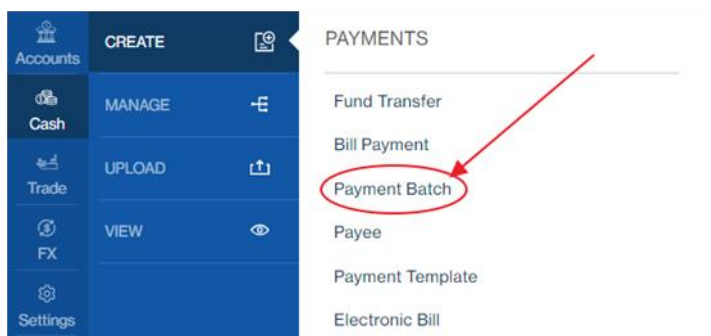 Accounts
Cash
Trade
FX
Settings
CREATE
MANAGE
UPLOAD
VIEW
PAYMENTS
Fund Transfer
Bill Payment
Payment Batch
Payee
Payment Template
Electronic Bill